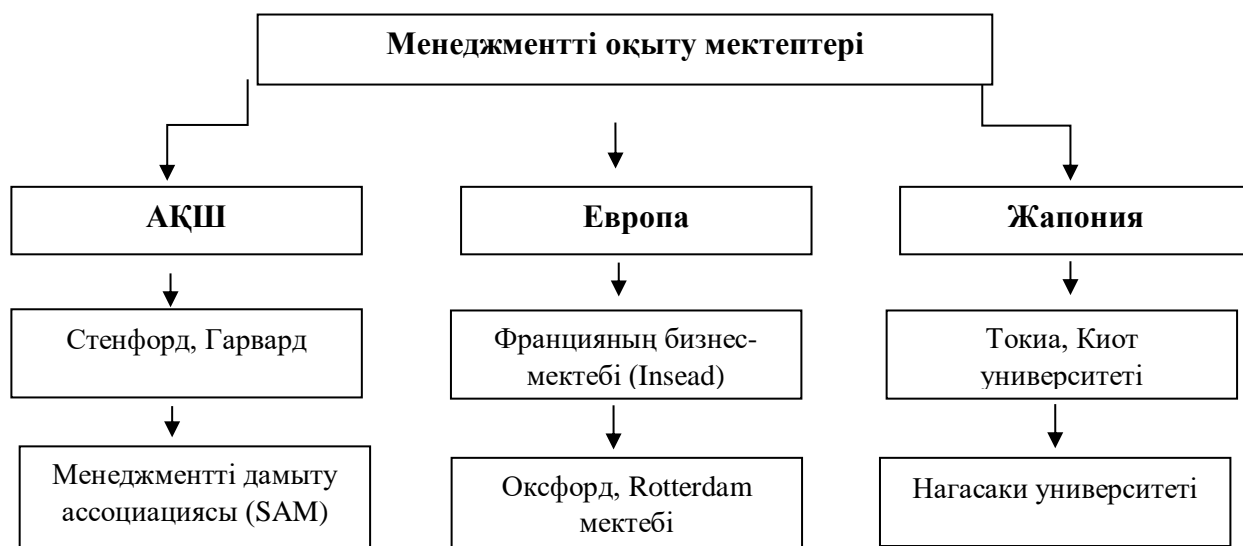 Менеджментті оқыту мектептері
АҚШ
Европа
Жапония
Стенфорд, Гарвард
Францияның бизнес-
мектебі (Insead)
Токиа, Киот
университеті
Менеджментті дамыту
ассоциациясы (SAM)
Оксфорд, Rotterdam
мектебі
Нагасаки университеті